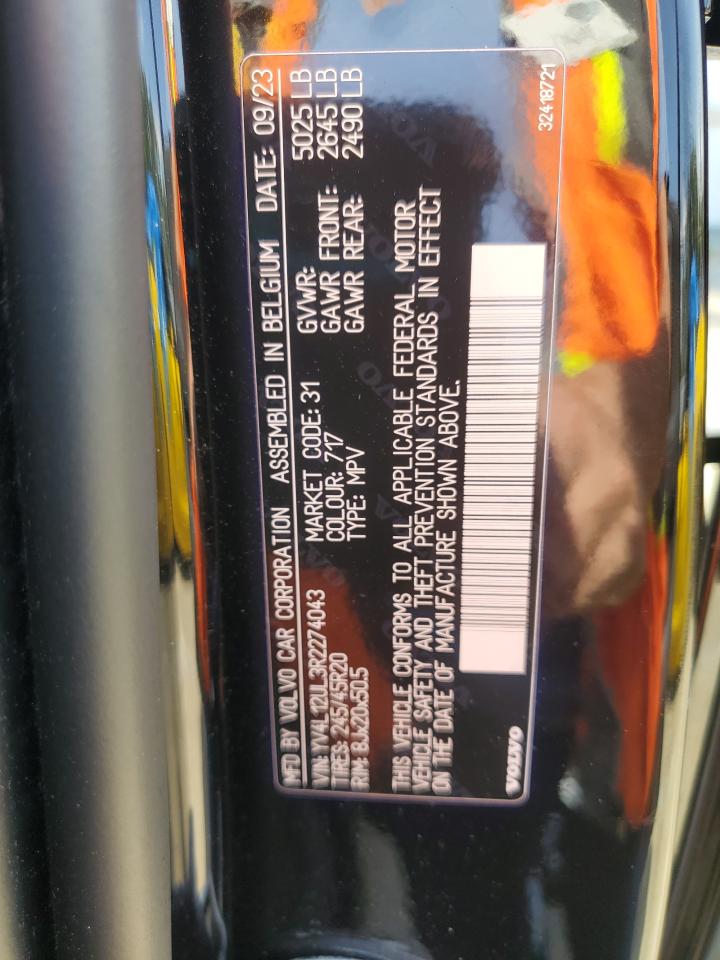 MFD BY VOLVO CAR CORPORATION ASSEMBLED IN BELGIUM DATE: 09/23
VIN: YV4L12UL3R2274043 MARKET CODE: 31 GVWR: 5025 LB
TIRES: 245/45R20 COLOUR: 717 GAWR FRONT: 2645 LB
RIM: 8Jx20x50.5 TYPE: MPV GAWR REAR: 2490 LB
THIS VEHICLE CONFORMS TO ALL APPLICABLE FEDERAL MOTOR
VEHICLE SAFETY AND THEFT PREVENTION STANDARDS IN EFFECT
ON THE DATE OF MANUFACTURE SHOWN ABOVE.
VOLVO
32418721